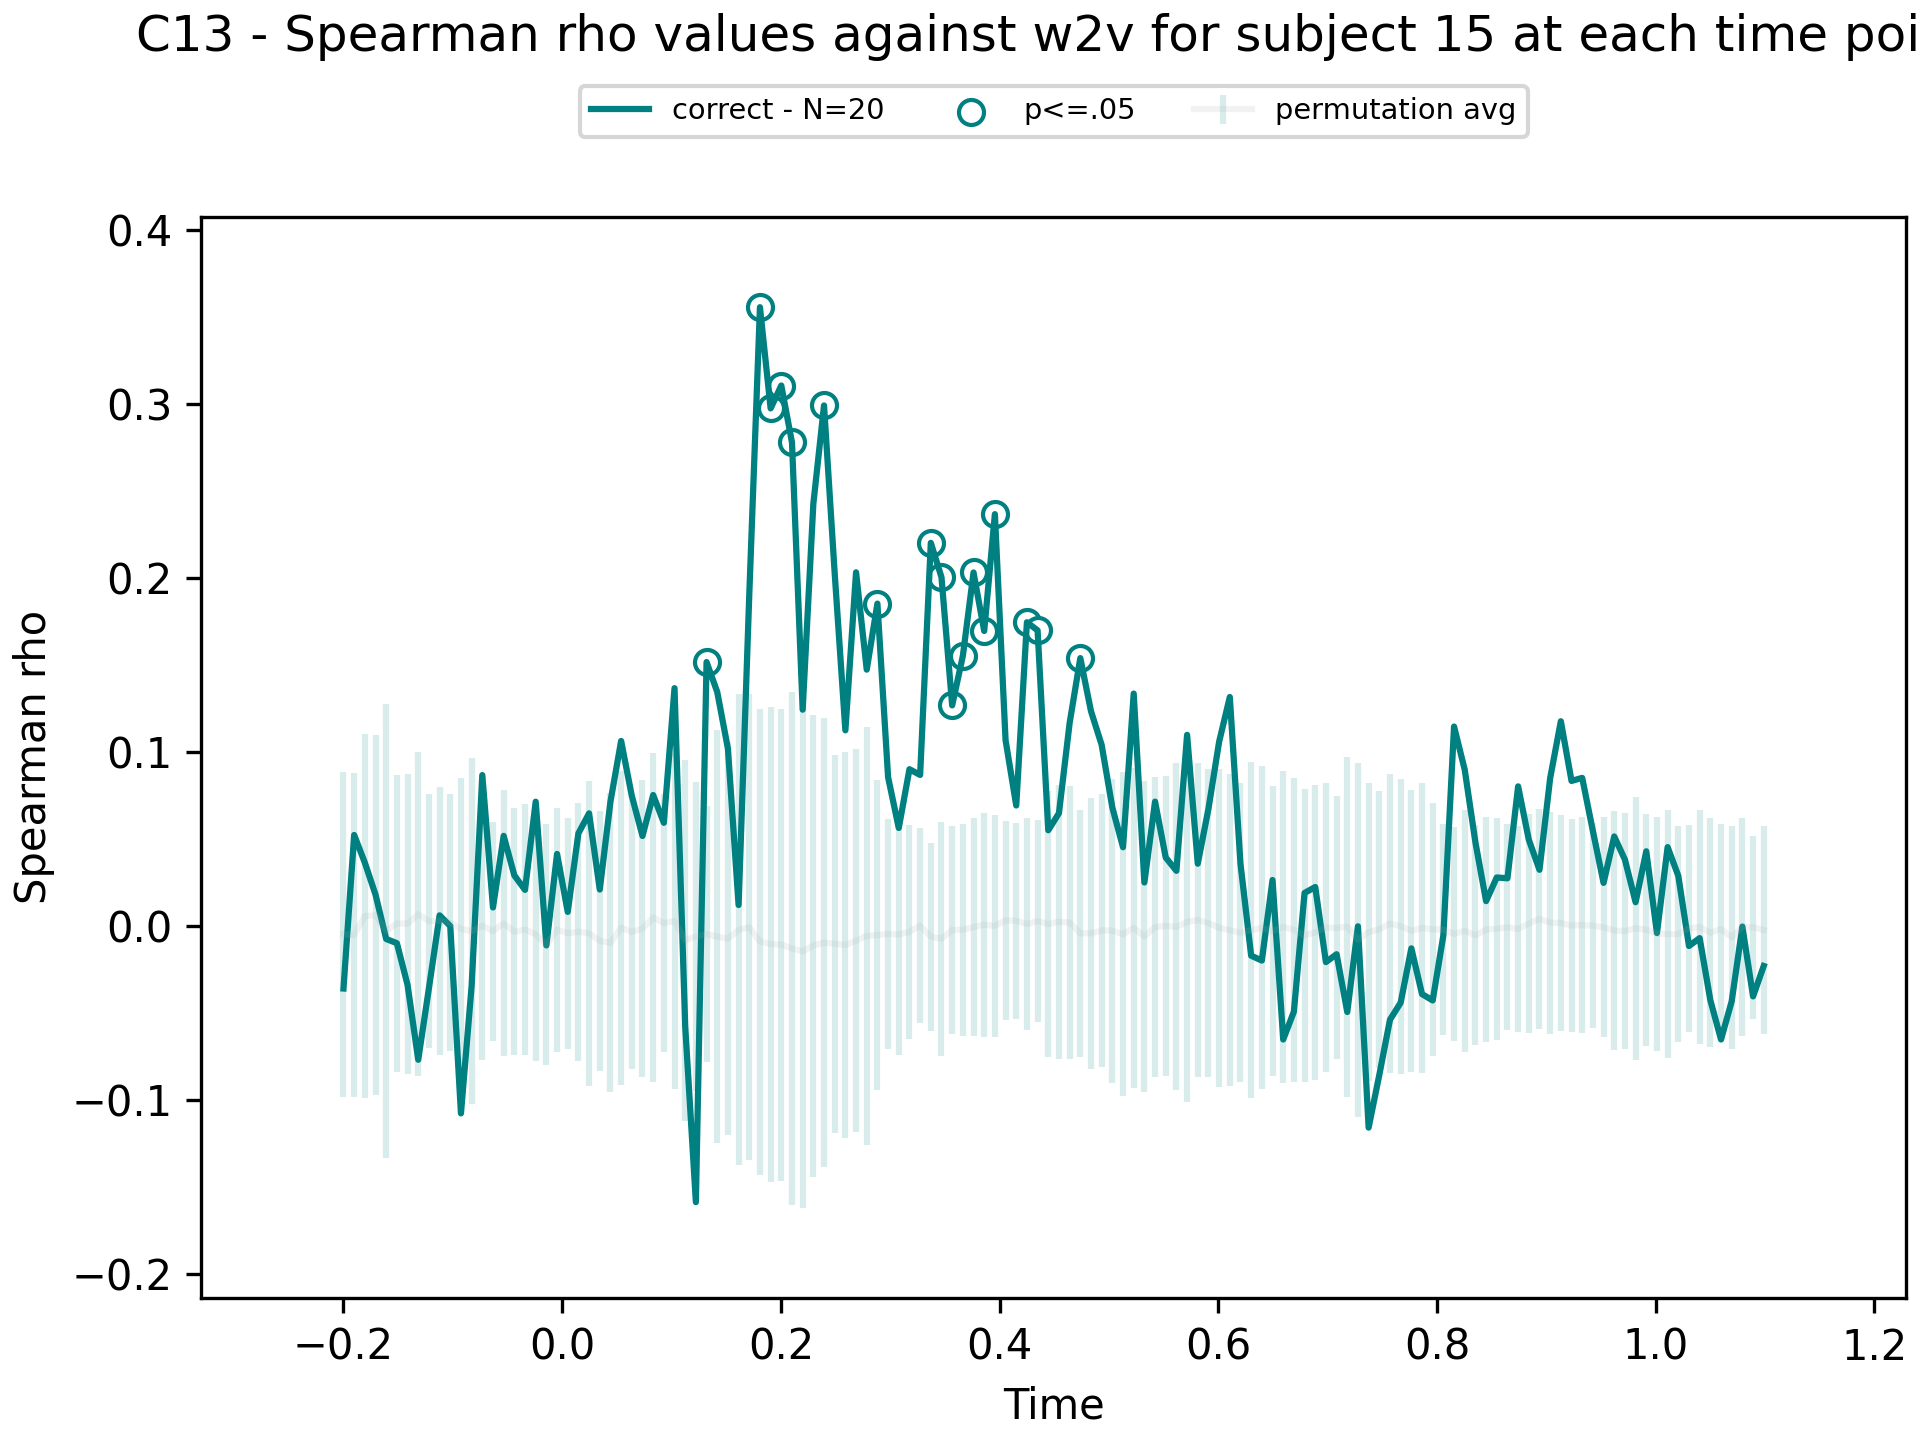 C13 - Spearman rho values against w2v for subject 15 at each time poi
correct - N=20
p<=.05
permutation avg
0.4
0.3
0.2
0.1
0.0
−0.1
−0.2
Spearman rho
−0.2
0.0
0.2
0.4
0.6
0.8
1.0
1.2
Time